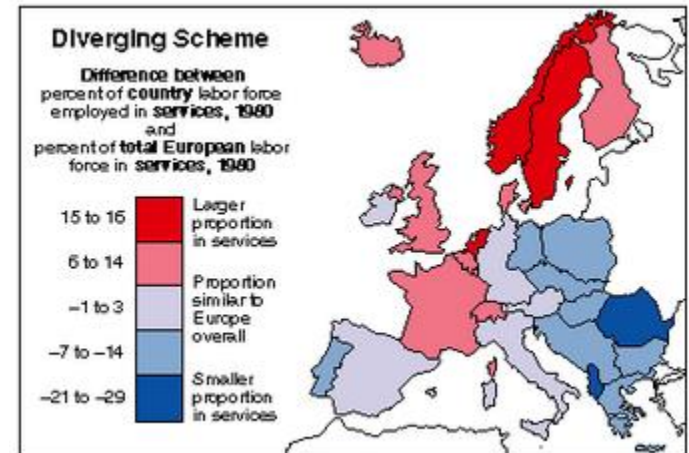 Diverging Scheme
Difference between
percent of country labor force
employed in services, 1980
and
percent of total European labor
force in services, 1980
15 to 16
6 to 14
–1 to 3
–7 to –14
–21 to –29
Larger
proportion
in services
Proportion
similar to
Europe
overall
Smaller
proportion
in services